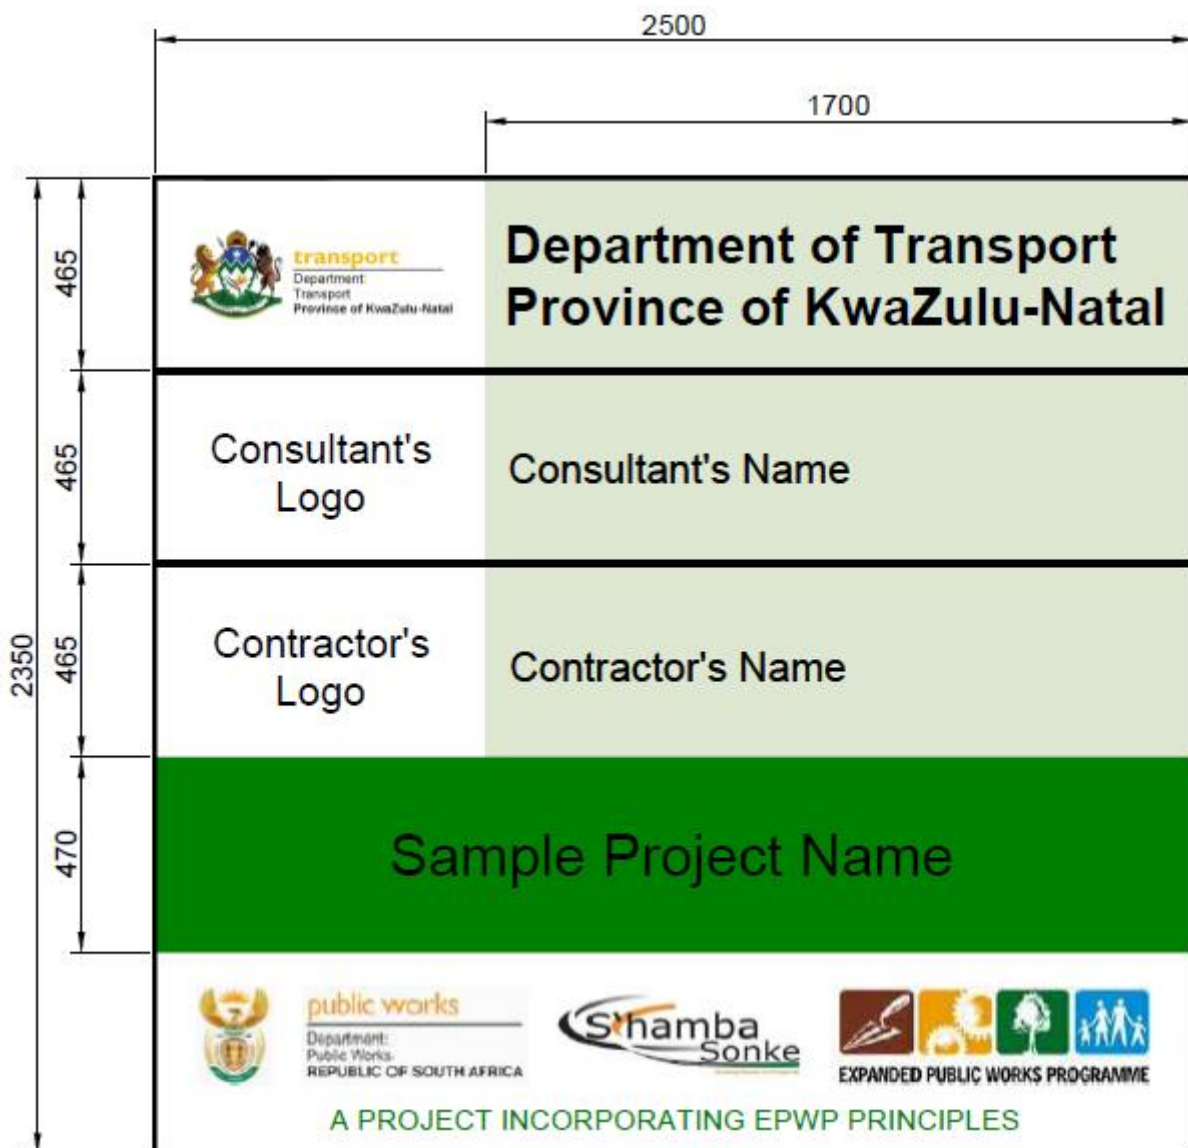 2500
1700
2350
465
transport
Department:
Transport
Province of KwaZulu-Natal
Department of Transport
Province of KwaZulu-Natal
465
Consultant's
Logo
Consultant's Name
465
Contractor's
Logo
Contractor's Name
470
Sample Project Name
public works
Department:
Public Works
REPUBLIC OF SOUTH AFRICA
S'hamba
Sonke
EXPANDED PUBLIC WORKS PROGRAMME
A PROJECT INCORPORATING EPWP PRINCIPLES